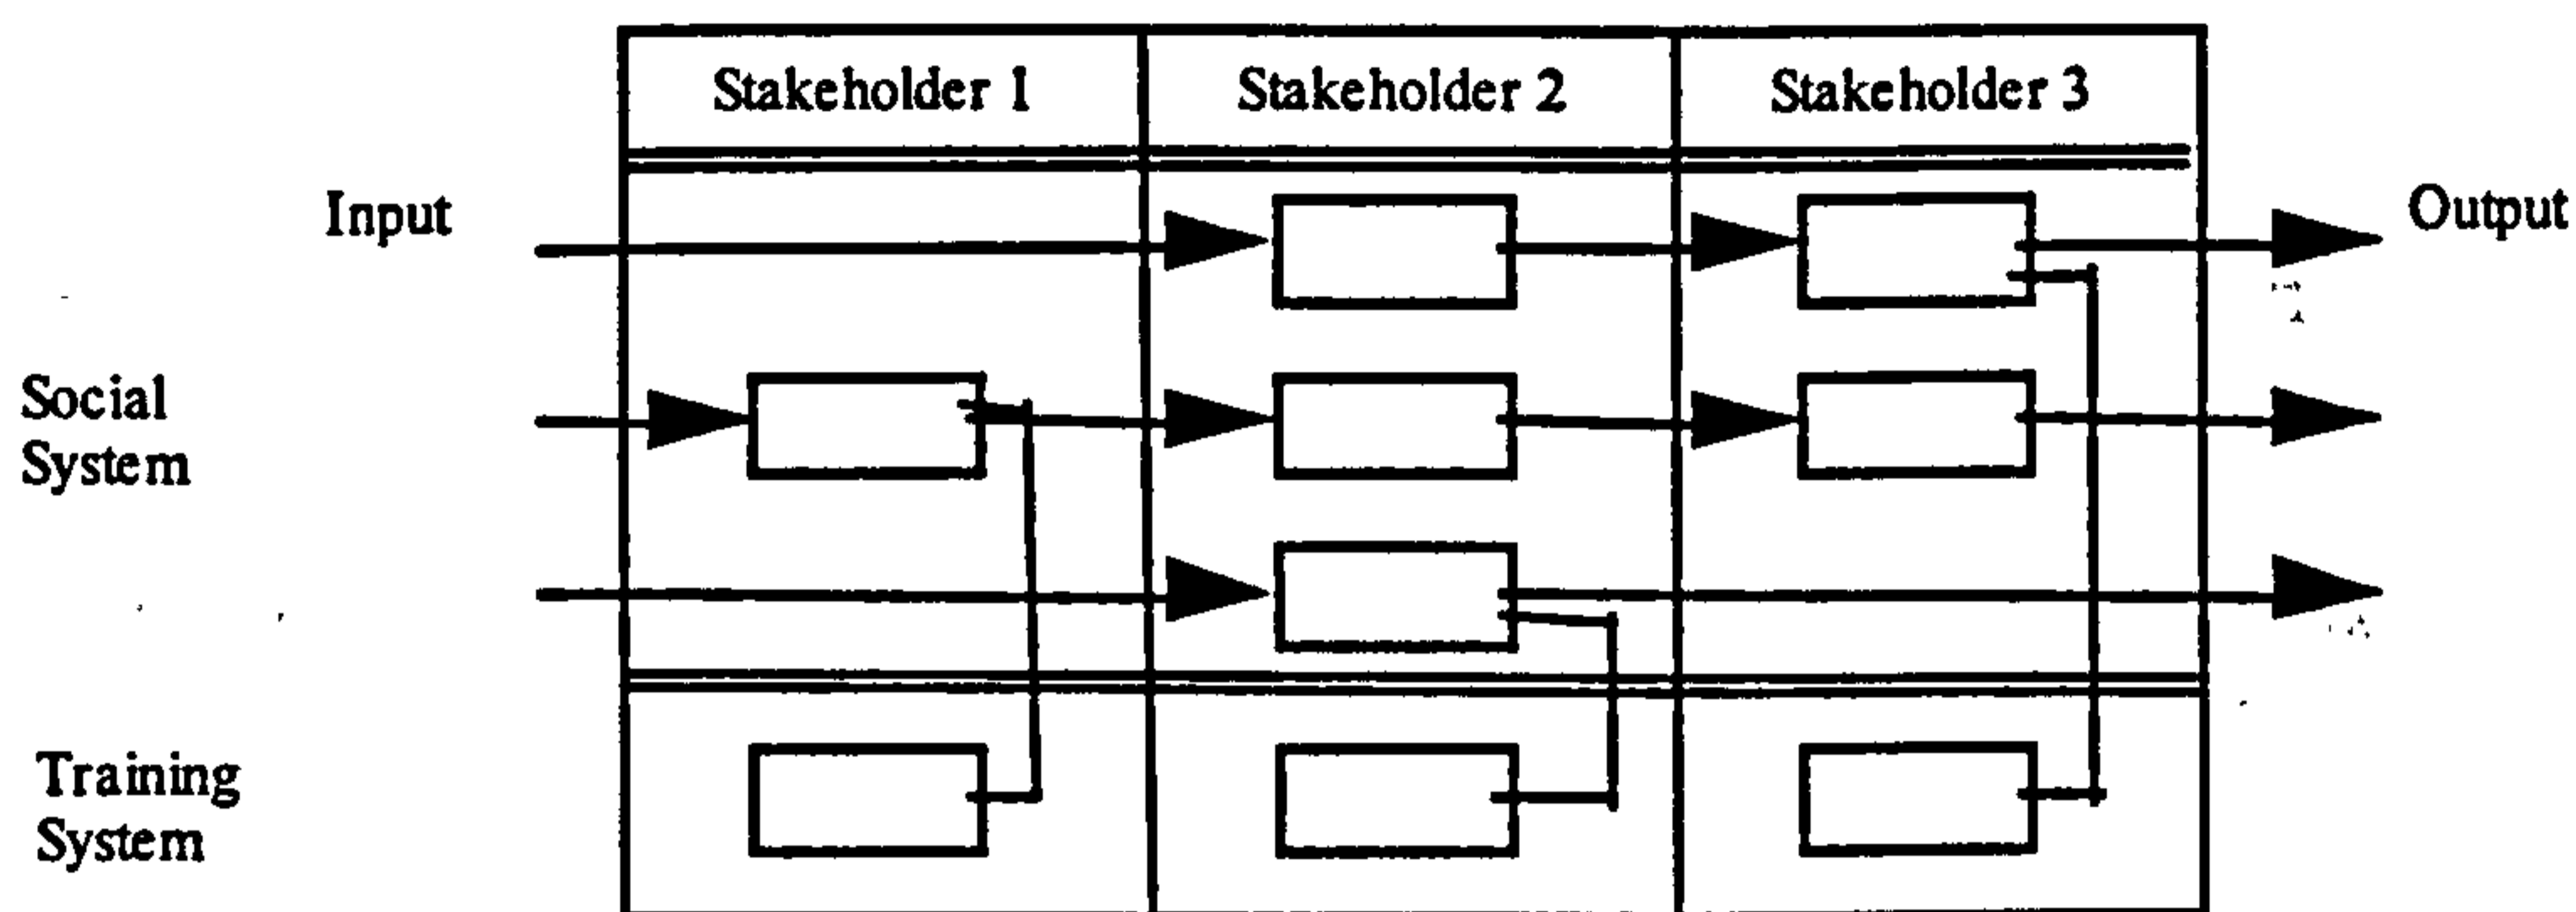 Stakeholder 1
Stakeholder 2
Stakeholder 3
Input
Output
Social
System
Training
System